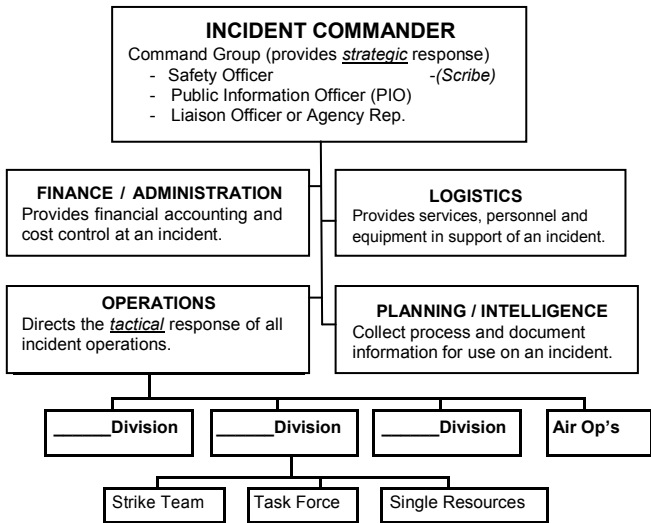 INCIDENT COMMANDER
Command Group (provides strategic response)
- Safety Officer -(Scribe)
- Public Information Officer (PIO)
- Liaison Officer or Agency Rep.
FINANCE / ADMINISTRATION
Provides financial accounting and
cost control at an incident.
LOGISTICS
Provides services, personnel and
equipment in support of an incident.
OPERATIONS
Directs the tactical response of all
incident operations.
PLANNING / INTELLIGENCE
Collect process and document
information for use on an incident.
______Division
______Division
______Division
Air Op's
Strike Team
Task Force
Single Resources